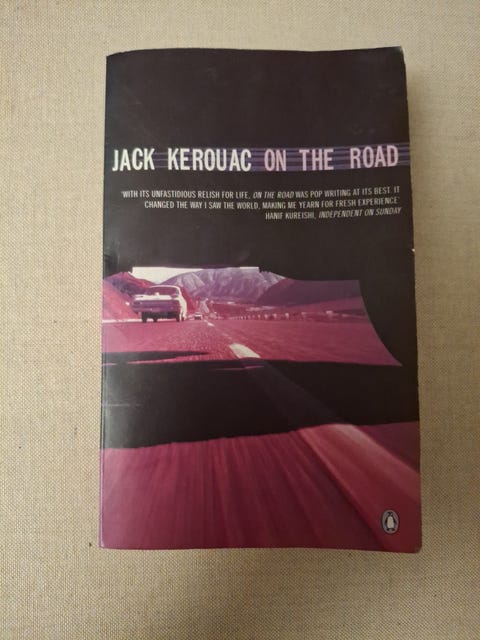 JACK KEROUAC ON THE ROAD
'WITH ITS UNFASTIDIOUS RELISH FOR LIFE, ON THE ROAD WAS POP WRITING AT ITS BEST. IT
CHANGED THE WAY I SAW THE WORLD, MAKING ME YEARN FOR FRESH EXPERIENCE'
HANIF KUREISHI, INDEPENDENT ON SUNDAY